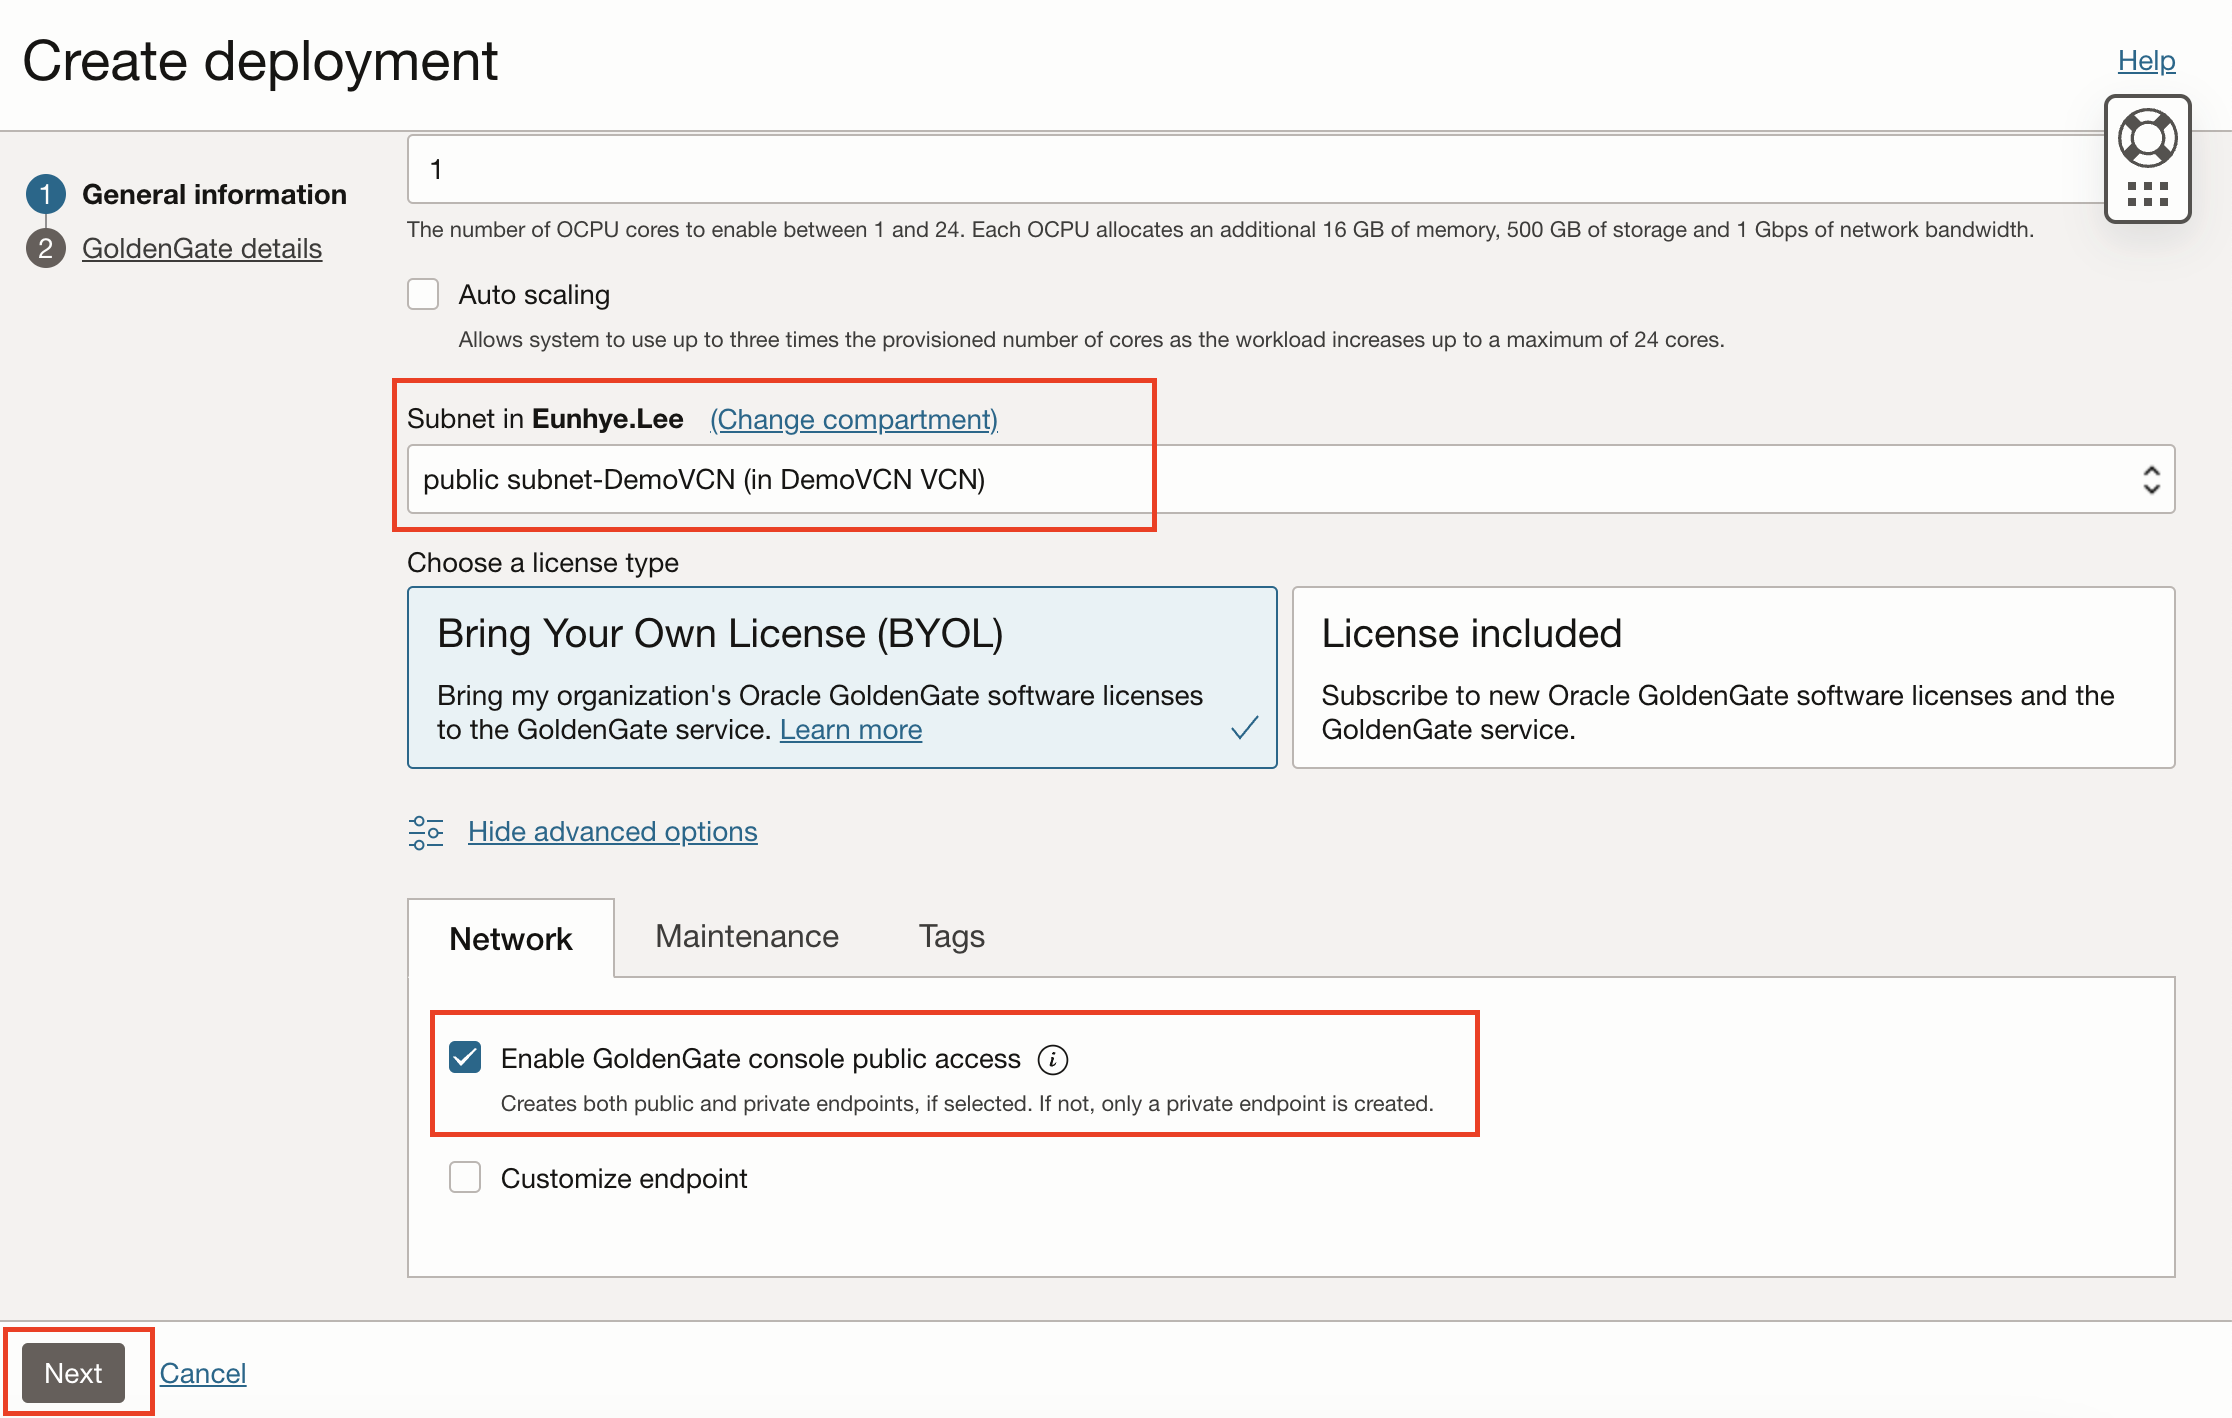 Create deployment
Help
1 General information
2 GoldenGate details
1
The number of OCPU cores to enable between 1 and 24. Each OCPU allocates an additional 16 GB of memory, 500 GB of storage and 1 Gbps of network bandwidth.
Auto scaling
Allows system to use up to three times the provisioned number of cores as the workload increases up to a maximum of 24 cores.
Subnet in Eunhye.Lee (Change compartment)
public subnet-DemoVCN (in DemoVCN VCN)
Choose a license type
Bring Your Own License (BYOL)
Bring my organization's Oracle GoldenGate software licenses
to the GoldenGate service. Learn more
License included
Subscribe to new Oracle GoldenGate software licenses and the
GoldenGate service.
Hide advanced options
Network Maintenance Tags
Enable GoldenGate console public access i
Creates both public and private endpoints, if selected. If not, only a private endpoint is created.
Customize endpoint
Next Cancel